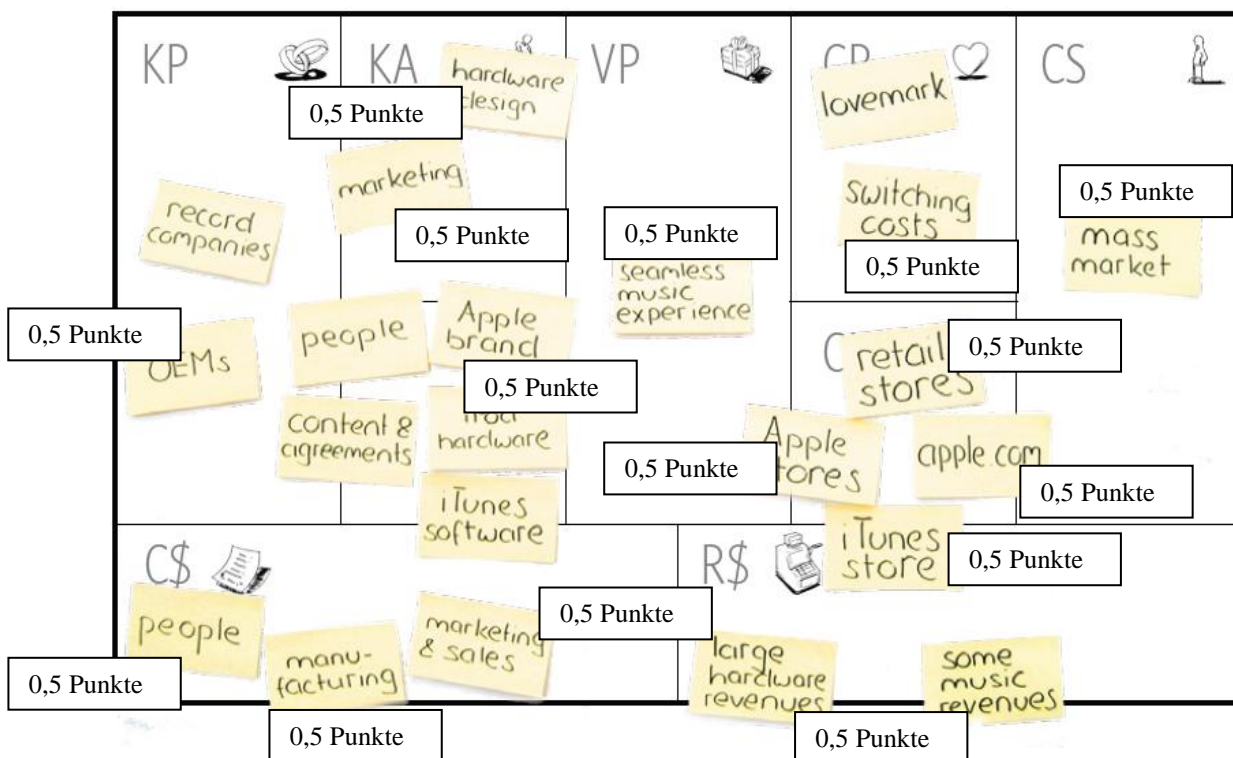 KP
record
companies
0,5 Punkte
OEMs
KA
hardware
design
0,5 Punkte
marketing
0,5 Punkte
people
Apple
brand
0,5 Punkte
hardware
content &
agreements
iTunes
software
VP
0,5 Punkte
seamless
music
experience
lovemark
switching
costs
0,5 Punkte
retail
stores
0,5 Punkte
Apple
stores
0,5 Punkte
apple.com
0,5 Punkte
iTunes
store
0,5 Punkte
CS
0,5 Punkte
mass
market
C$
people
0,5 Punkte
manu-
facturing
0,5 Punkte
marketing
& sales
0,5 Punkte
R$
large
hardware
revenues
some
music
revenues
0,5 Punkte